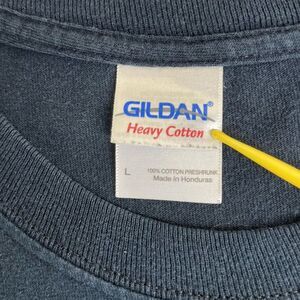 GILDAN®
Heavy Cotton
L
100% COTTON PRESHRUNK
Made in Honduras